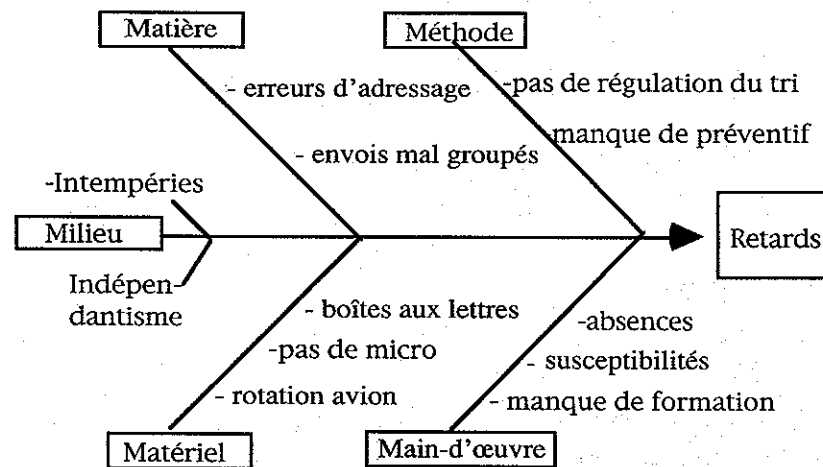 Matière
Méthode
- erreurs d'adressage
-pas de régulation du tri
- envois mal groupés
-manque de préventif
-Intempéries
Milieu
Retards
Indépen-
dantisme
- boîtes aux lettres
-pas de micro
- rotation avion
-absences
- susceptibilités
- manque de formation
Matériel
Main-d'œuvre